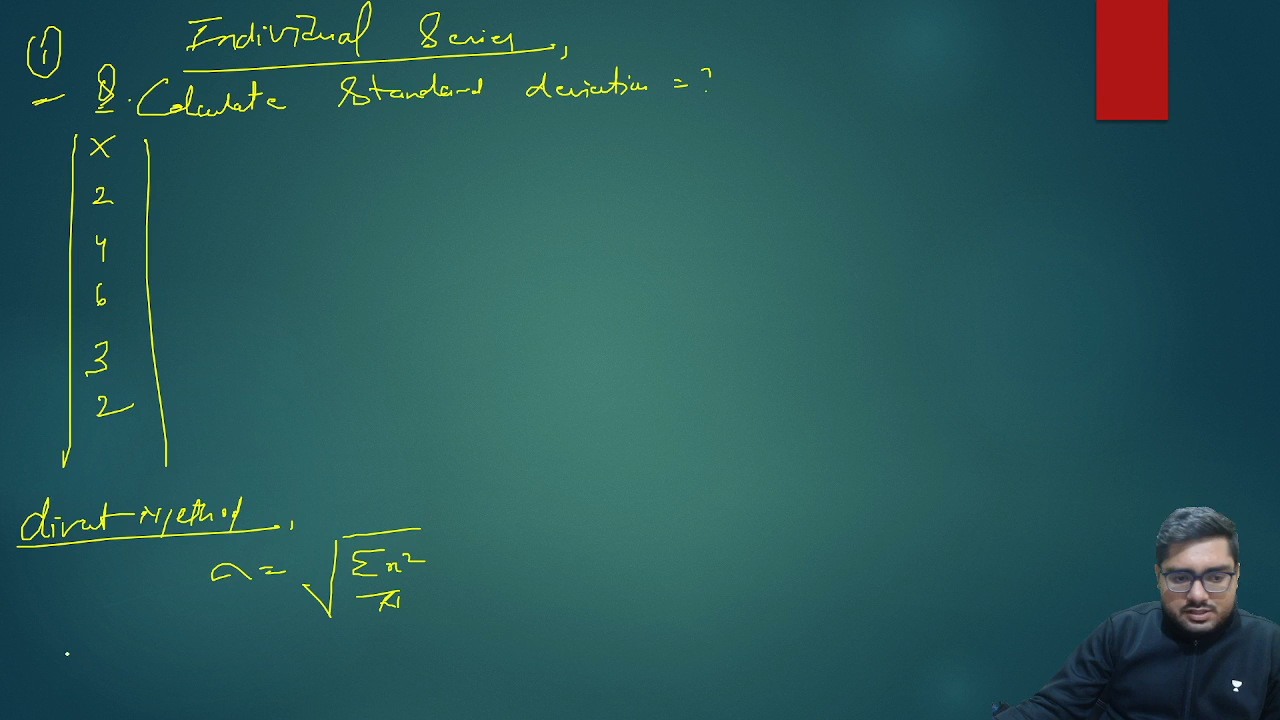 ① Individual Series,
Q. Calculate Standard deviation = ?
X
2
4
6
3
2
direct Method,
σ = √(Σx²/N)